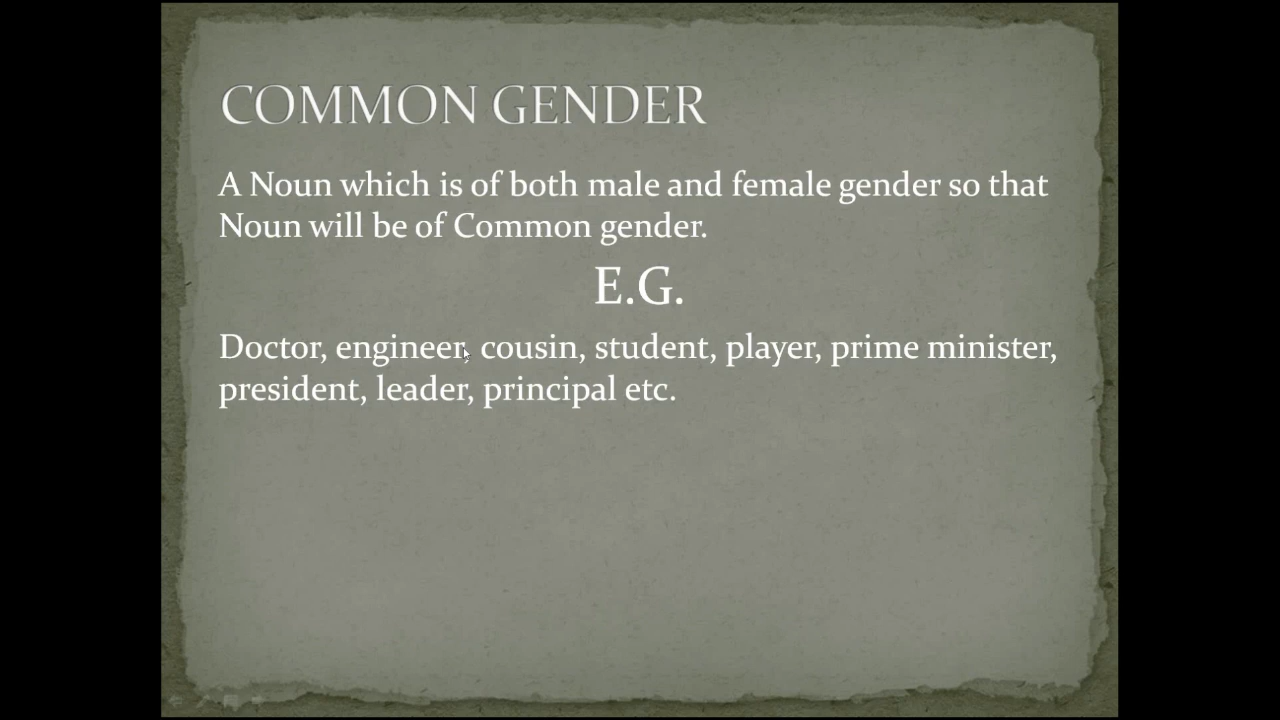 COMMON GENDER
A Noun which is of both male and female gender so that
Noun will be of Common gender.
E.G.
Doctor, engineer, cousin, student, player, prime minister,
president, leader, principal etc.